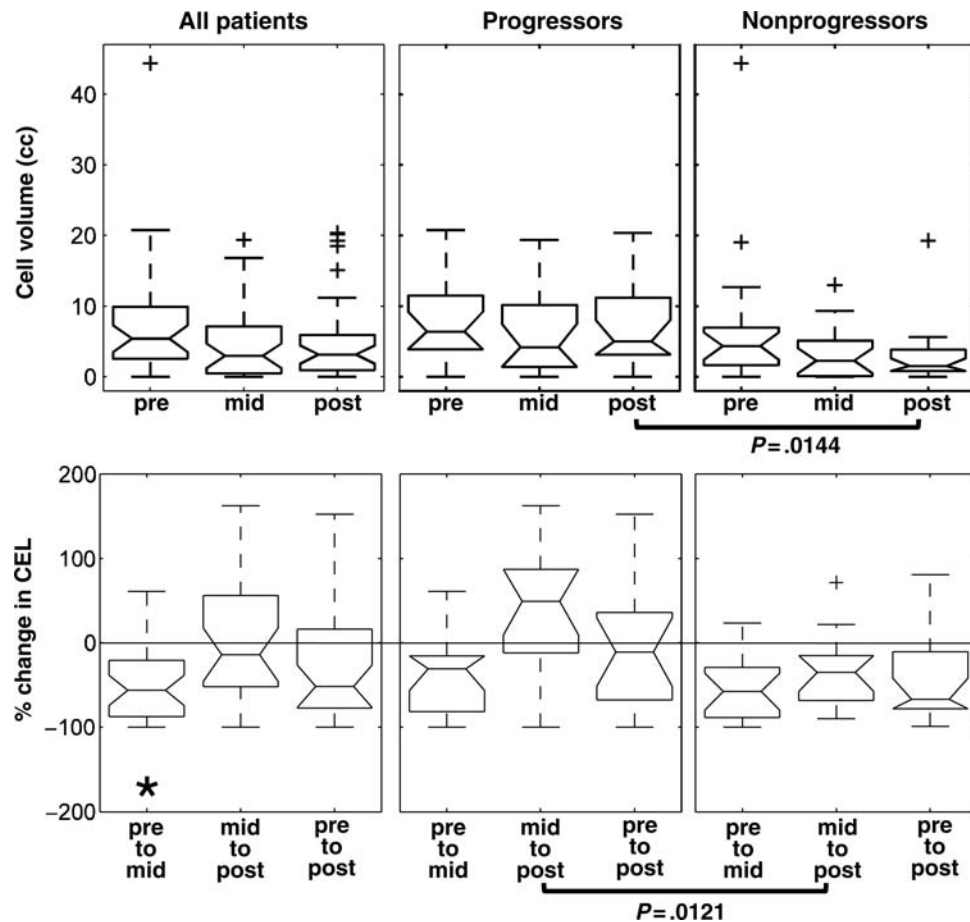 All patients Progressors Nonprogressors
Cell volume (cc)
40
30
20
10
0
pre mid post pre mid post pre mid post
P = .0144
% change in CEL
200
100
0
−100
−200
*
pre to mid mid to post pre to post pre to mid mid to post pre to post pre to mid mid to post pre to post
P = .0121